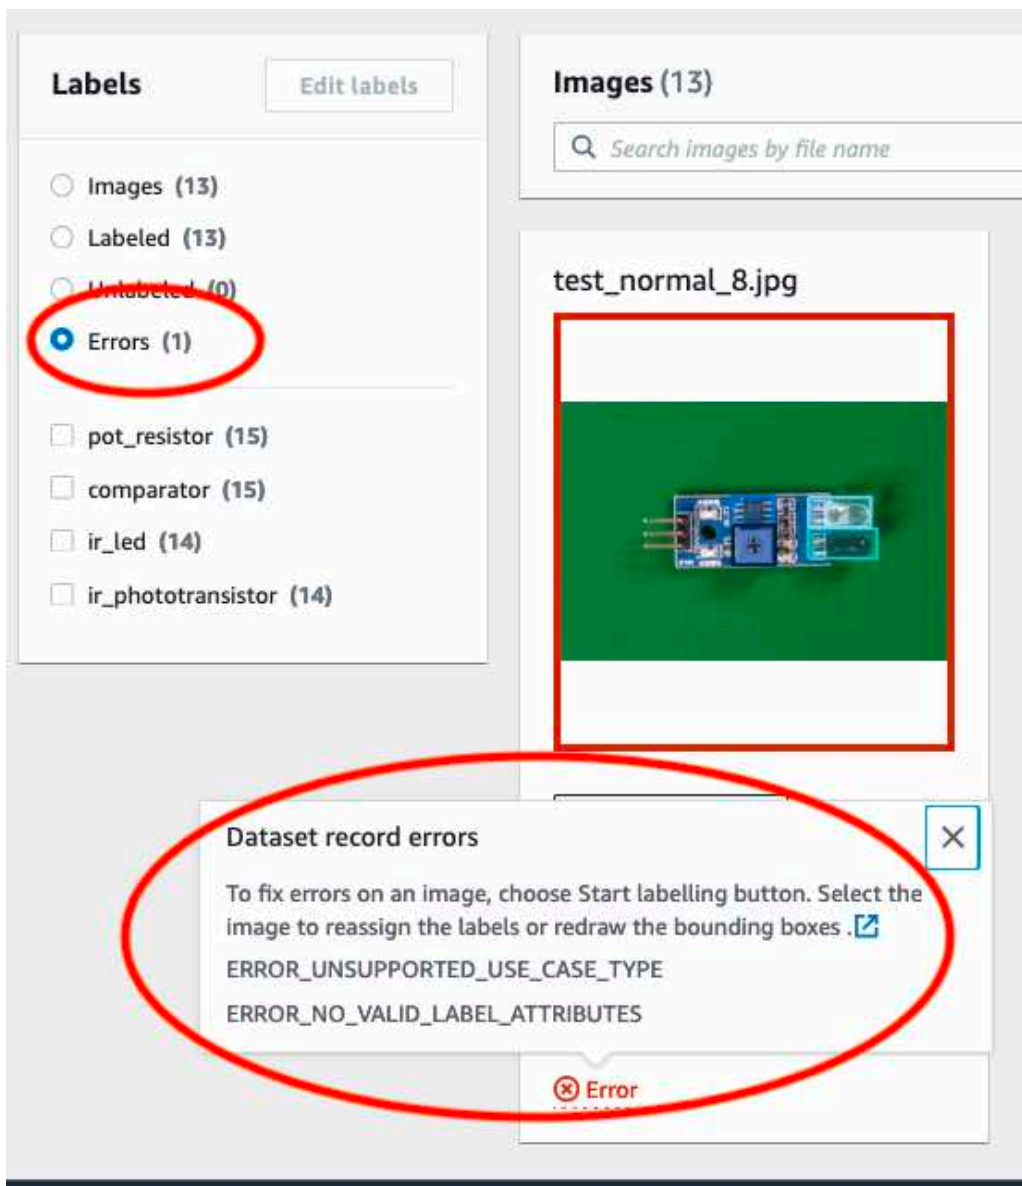 Labels
Edit labels
Images (13)
Labeled (13)
Unlabeled (0)
Errors (1)
pot_resistor (15)
comparator (15)
ir_led (14)
ir_phototransistor (14)
Images (13)
Search images by file name
test_normal_8.jpg
Dataset record errors
To fix errors on an image, choose Start labelling button. Select the
image to reassign the labels or redraw the bounding boxes .
ERROR_UNSUPPORTED_USE_CASE_TYPE
ERROR_NO_VALID_LABEL_ATTRIBUTES
Error